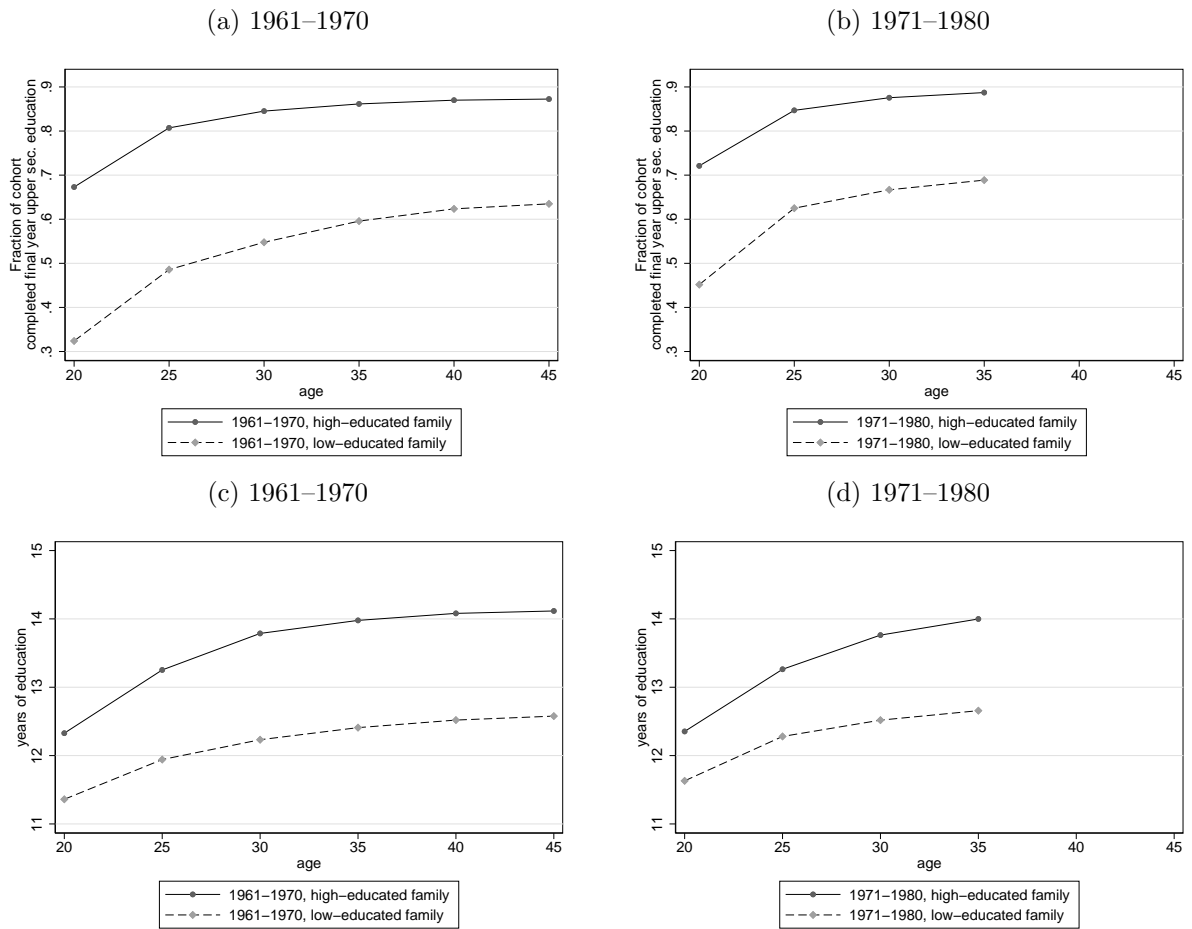 (a) 1961–1970
Fraction of cohort
completed final year upper sec. education
.9
.8
.7
.6
.5
.4
.3
20 25 30 35 40 45
age
1961−1970, high−educated family
1961−1970, low−educated family
(b) 1971–1980
Fraction of cohort
completed final year upper sec. education
.9
.8
.7
.6
.5
.4
.3
20 25 30 35 40 45
age
1971−1980, high−educated family
1971−1980, low−educated family
(c) 1961–1970
years of education
15
14
13
12
11
20 25 30 35 40 45
age
1961−1970, high−educated family
1961−1970, low−educated family
(d) 1971–1980
years of education
15
14
13
12
11
20 25 30 35 40 45
age
1971−1980, high−educated family
1971−1980, low−educated family